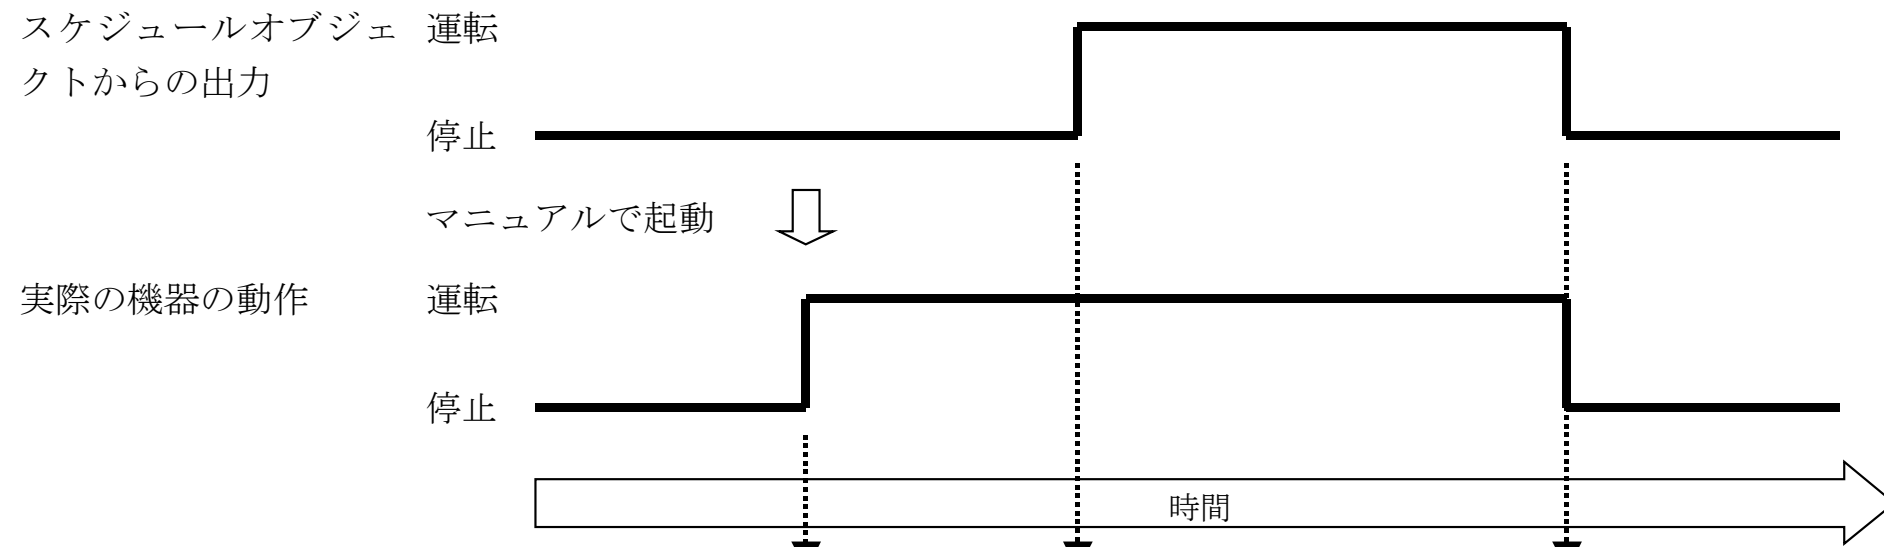 スケジュールオブジェ 運転
クトからの出力
停止
マニュアルで起動
実際の機器の動作 運転
停止
時間